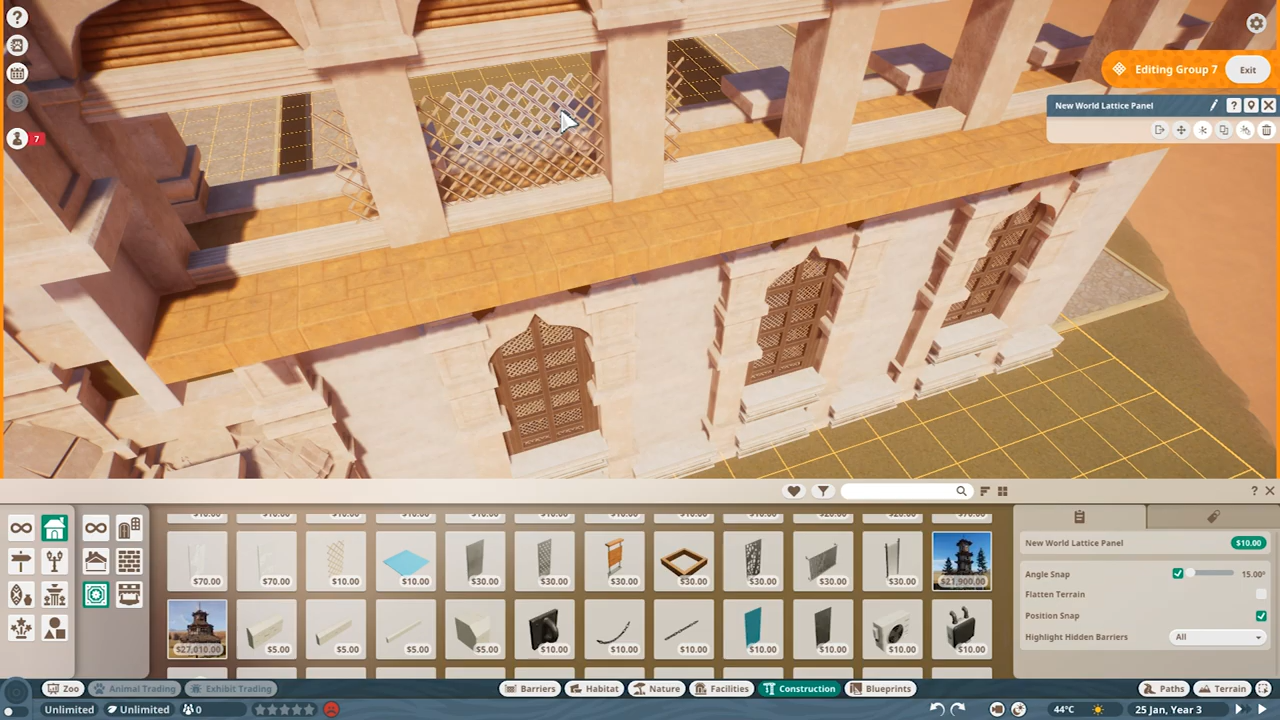 ?
Editing Group 7
Exit
New World Lattice Panel
?
7
?
$70.00
$70.00
$10.00
$10.00
$30.00
$30.00
$30.00
$30.00
$30.00
$30.00
$30.00
$21,900.00
$27,010.00
$5.00
$5.00
$5.00
$5.00
$10.00
$10.00
$10.00
$10.00
$10.00
$10.00
$10.00
New World Lattice Panel
$10.00
Angle Snap
15.00°
Flatten Terrain
Position Snap
Highlight Hidden Barriers
All
Zoo
Animal Trading
Exhibit Trading
Barriers
Habitat
Nature
Facilities
Construction
Blueprints
Paths
Terrain
Unlimited
Unlimited
0
44°C
25 Jan, Year 3